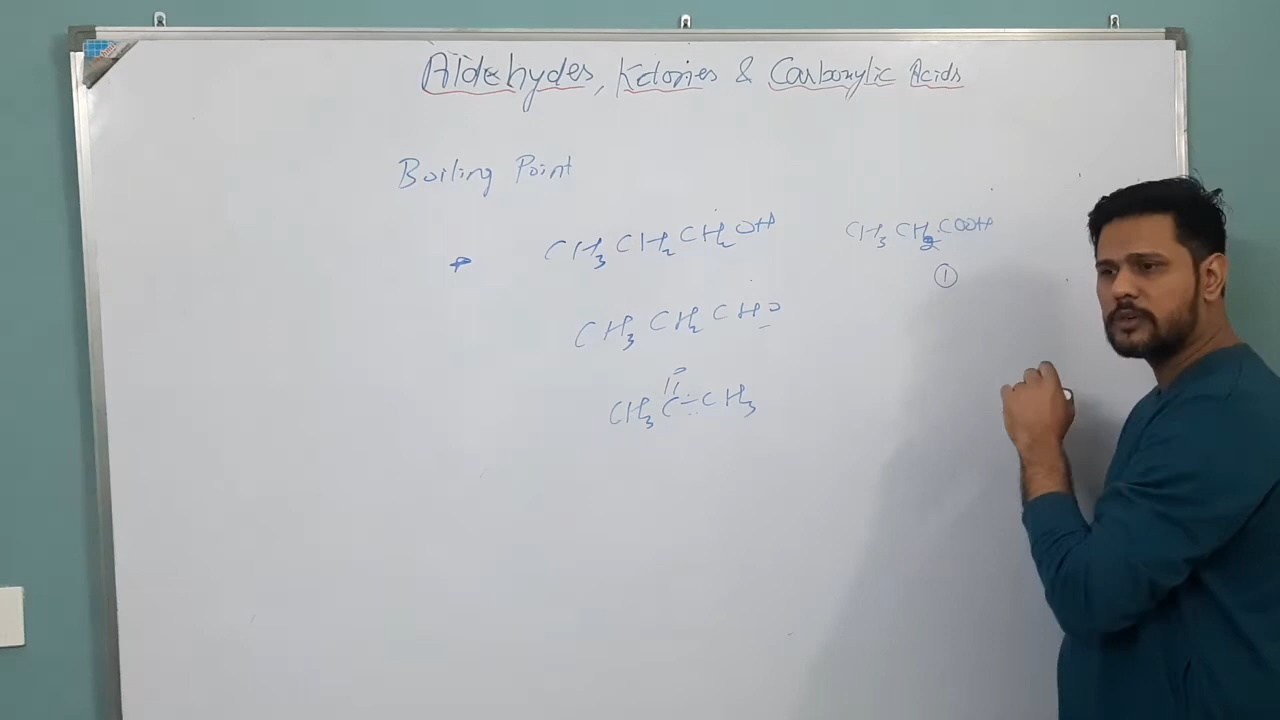 Aldehydes, Ketones & Carboxylic Acids
Boiling Point
CH₃CH₂CH₂OH CH₃CH₂COOH
①
CH₃CH₂CHO
O
||
CH₃C-CH₃